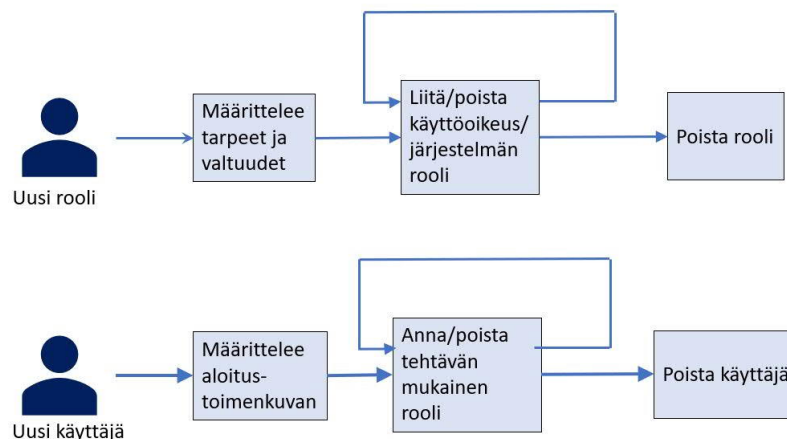 Uusi rooli
Määrittelee
tarpeet ja
valtuudet
Liitä/poista
käyttöoikeus/
järjestelmän
rooli
Poista rooli
Uusi käyttäjä
Määrittelee
aloitus-
toimenkuvan
Anna/poista
tehtävän
mukainen
rooli
Poista käyttäjä